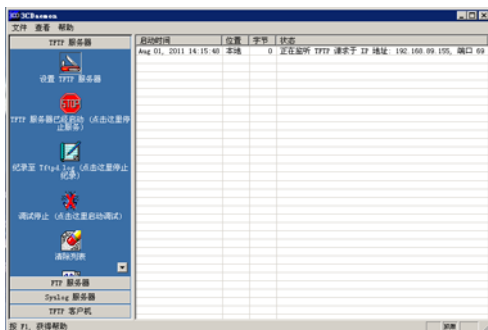 3CDaemon
文件 查看 帮助
TFTP 服务器
设置 TFTP 服务器
STOP
TFTP 服务器已经启动 (点击这里停
止服务)
纪录至 Tftpd.log (点击这里停止
纪录)
调试停止 (点击这里启动调试)
清除列表
FTP 服务器
Syslog 服务器
TFTP 客户机
启动时间 位置 字节 状态
Aug 01, 2011 14:15:40 本地 0 正在监听 TFTP 请求于 IP 地址: 192.168.89.155, 端口 69
按 F1, 获得帮助